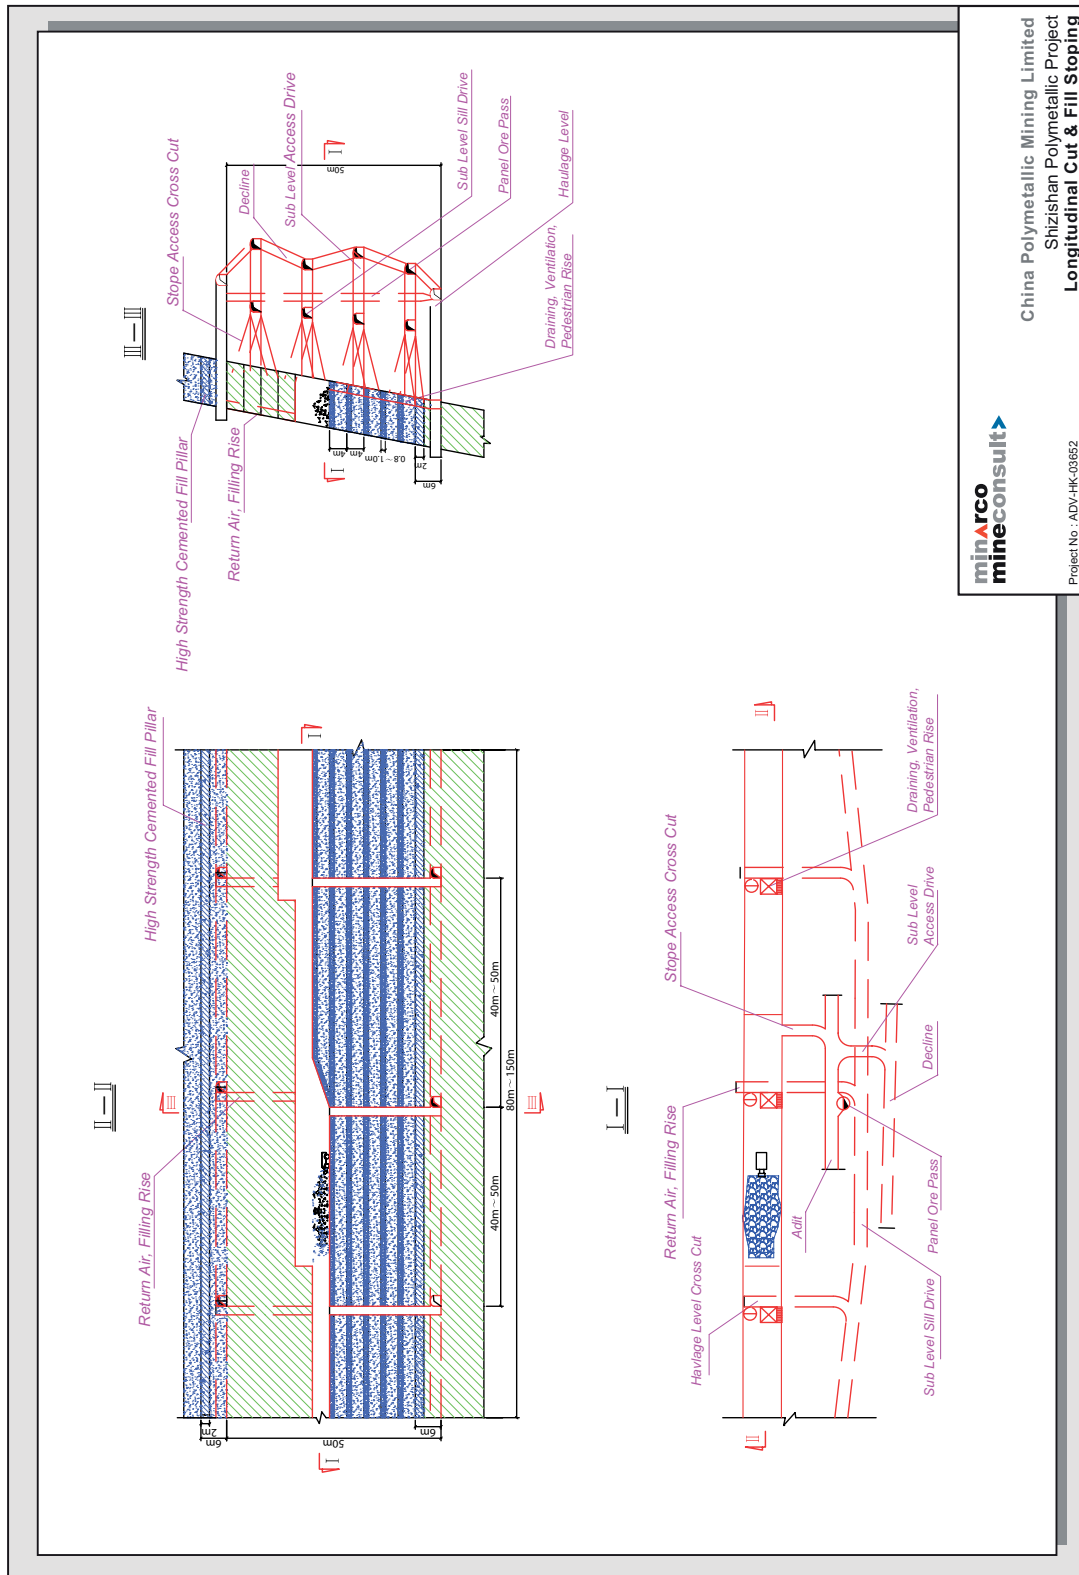 II — II
High Strength Cemented Fill Pillar
Return Air, Filling Rise
III
III
I
I
2m
6m
50m
6m
40m ~ 50m
40m ~ 50m
80m ~ 150m
III — III
High Strength Cemented Fill Pillar
Return Air, Filling Rise
Stope Access Cross Cut
Decline
Sub Level Access Drive
Sub Level Sill Drive
Panel Ore Pass
Haulage Level
Draining, Ventilation,
Pedestrian Rise
I
I
50m
4m
4m
0.8 ~ 1.0m
2m
6m
I — I
Havlage Level Cross Cut
Return Air, Filling Rise
Stope Access Cross Cut
Draining, Ventilation,
Pedestrian Rise
Sub Level
Access Drive
Decline
Panel Ore Pass
Adit
Sub Level Sill Drive
II
II
minarco
mineconsult
Project No : ADV-HK-03652
China Polymetallic Mining Limited
Shizishan Polymetallic Project
Longitudinal Cut & Fill Stoping